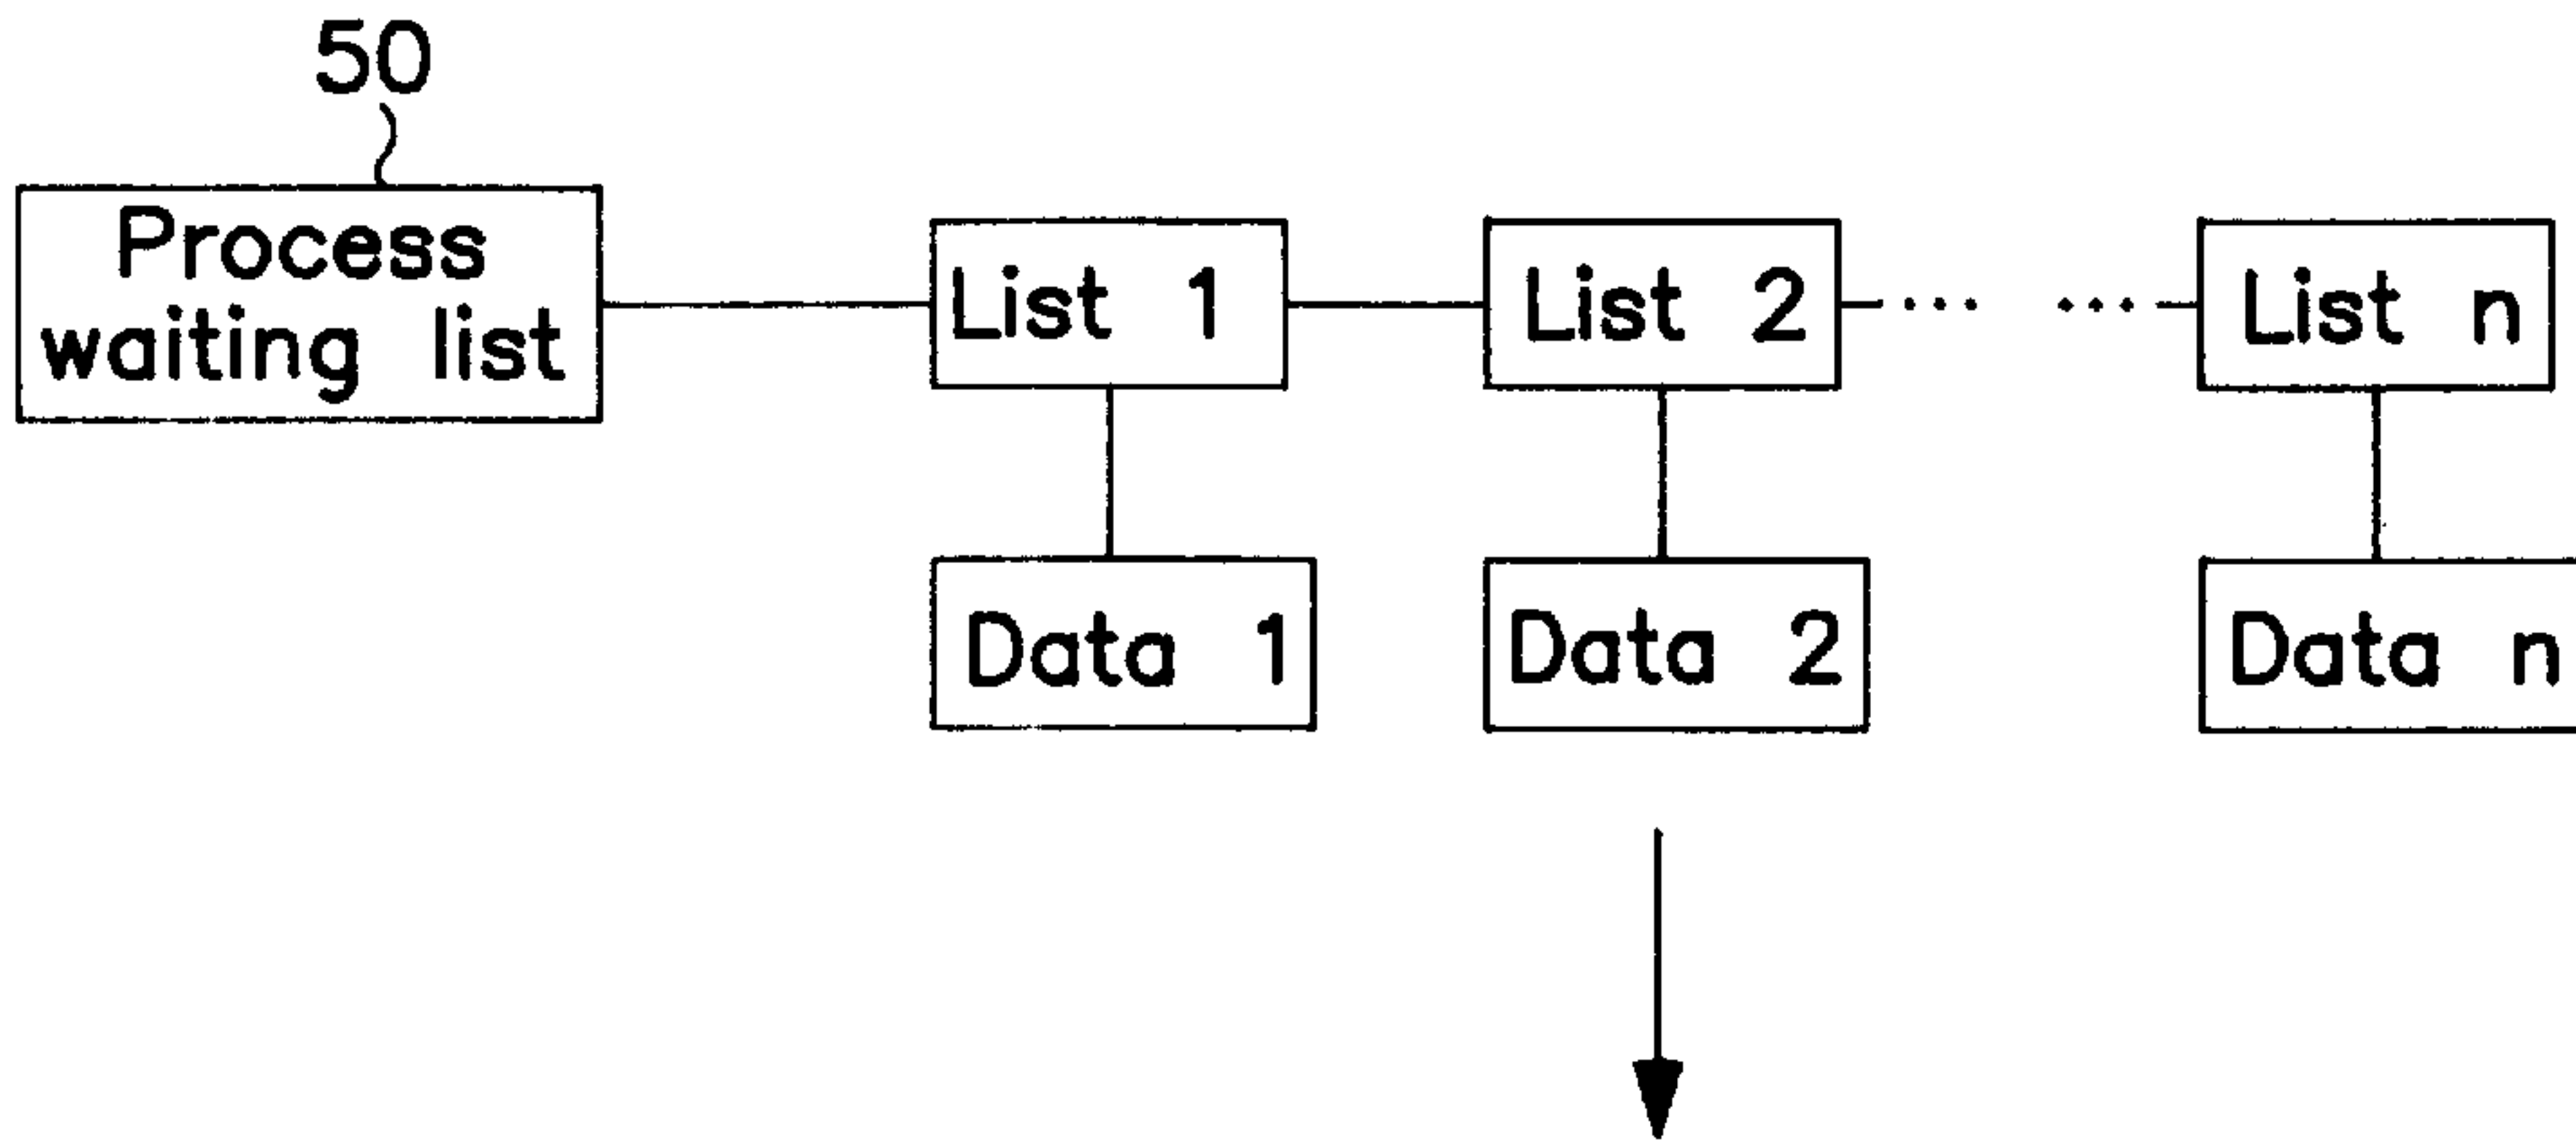 50
Process
waiting list
List 1
List 2
List n
Data 1
Data 2
Data n